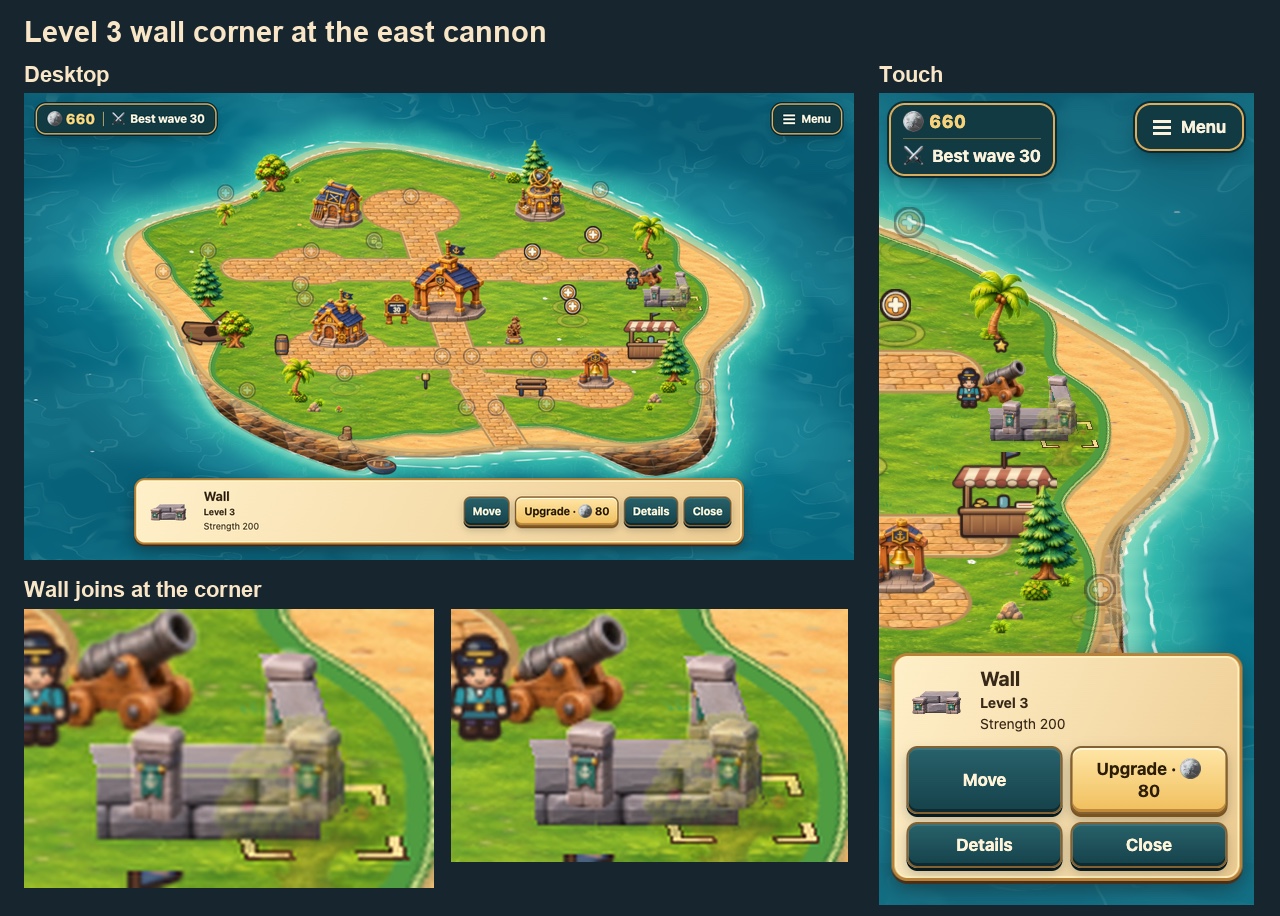 Level 3 wall corner at the east cannon
Desktop
660 Best wave 30
Menu
30
Wall
Level 3
Strength 200
Move
Upgrade · 80
Details
Close
Wall joins at the corner
Touch
660
Best wave 30
Menu
Wall
Level 3
Strength 200
Move
Upgrade ·
80
Details
Close